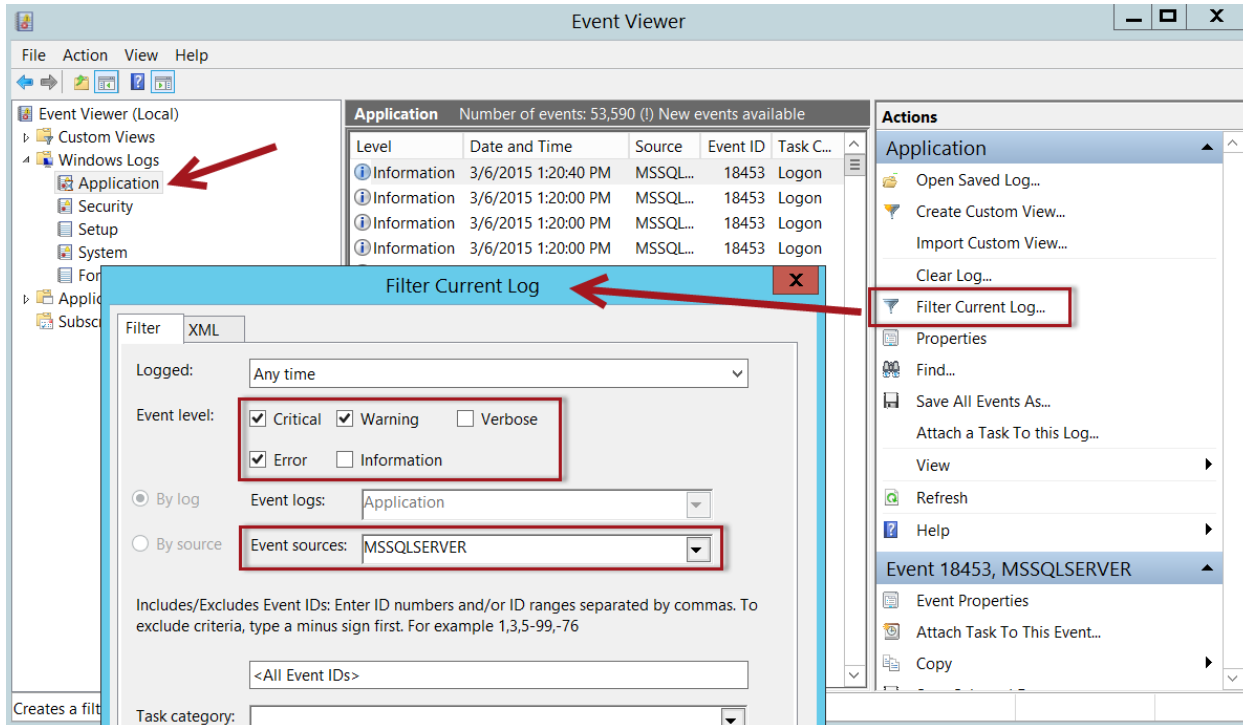 Event Viewer
File Action View Help
Event Viewer (Local)
Custom Views
Windows Logs
Application
Security
Setup
System
For
Applic
Subscr
Application Number of events: 53,590 (!) New events available
Level Date and Time Source Event ID Task C...
Information 3/6/2015 1:20:40 PM MSSQL... 18453 Logon
Information 3/6/2015 1:20:00 PM MSSQL... 18453 Logon
Information 3/6/2015 1:20:00 PM MSSQL... 18453 Logon
Information 3/6/2015 1:20:00 PM MSSQL... 18453 Logon
Filter Current Log
Filter XML
Logged: Any time
Event level: Critical Warning Verbose
Error Information
By log Event logs: Application
By source Event sources: MSSQLSERVER
Includes/Excludes Event IDs: Enter ID numbers and/or ID ranges separated by commas. To
exclude criteria, type a minus sign first. For example 1,3,5-99,-76
<All Event IDs>
Task category:
Actions
Application
Open Saved Log...
Create Custom View...
Import Custom View...
Clear Log...
Filter Current Log...
Properties
Find...
Save All Events As...
Attach a Task To this Log...
View
Refresh
Help
Event 18453, MSSQLSERVER
Event Properties
Attach Task To This Event...
Copy
Creates a filt